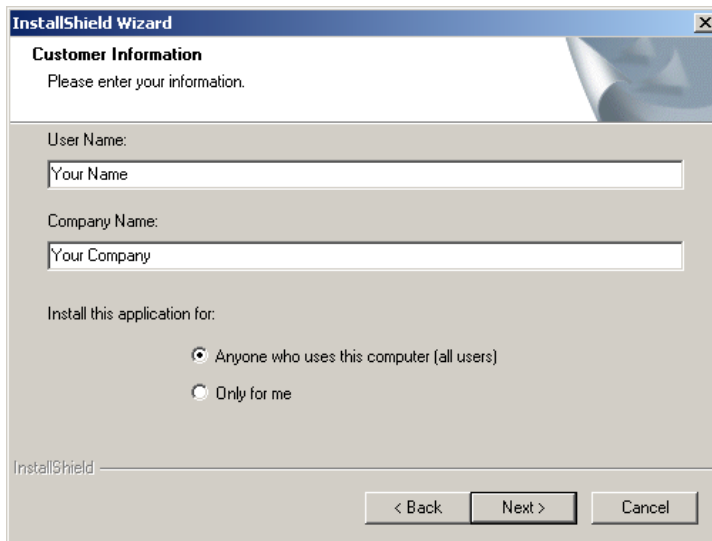 InstallShield Wizard
Customer Information
Please enter your information.
User Name:
Your Name
Company Name:
Your Company
Install this application for:
Anyone who uses this computer (all users)
Only for me
InstallShield
< Back Next > Cancel